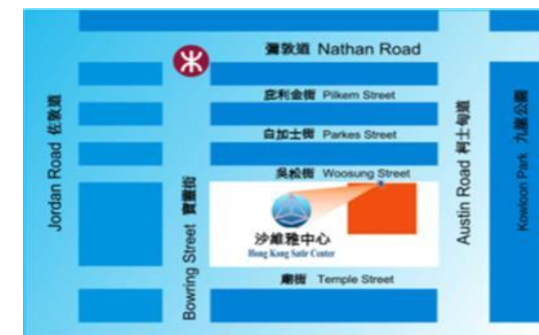 彌敦道 Nathan Road
庇利金街 Pilkem Street
白加士街 Parkes Street
吳松街 Woosung Street
沙維雅中心
Hong Kong Satir Center
廟街 Temple Street
Jordan Road 佐敦道
Bowring Street 寶靈街
Austin Road 柯士甸道
Kowloon Park 九龍公園